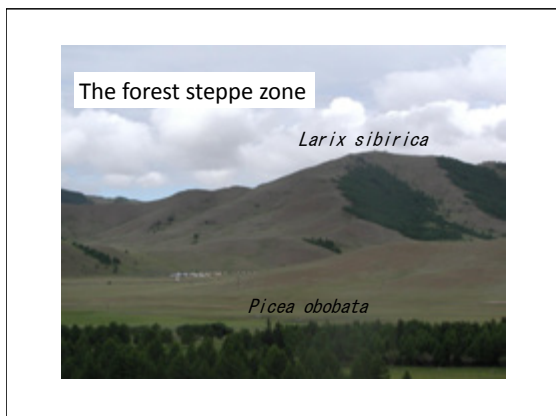 The forest steppe zone
Larix sibirica
Picea obobata